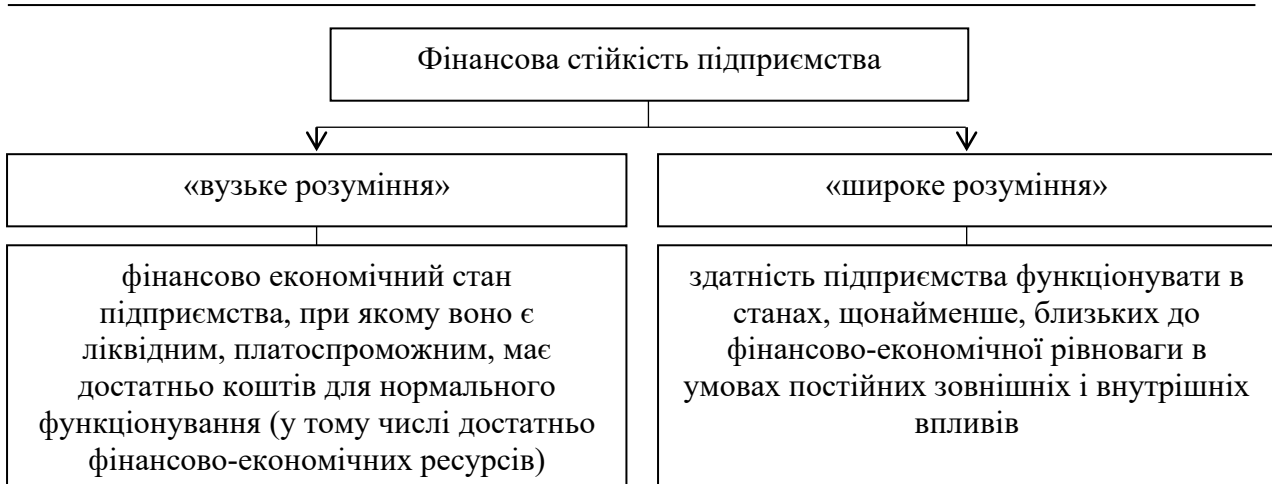 Фінансова стійкість підприємства
«вузьке розуміння»
«широке розуміння»
фінансово економічний стан
підприємства, при якому воно є
ліквідним, платоспроможним, має
достатньо коштів для нормального
функціонування (у тому числі достатньо
фінансово-економічних ресурсів)
здатність підприємства функціонувати в
станах, щонайменше, близьких до
фінансово-економічної рівноваги в
умовах постійних зовнішніх і внутрішніх
впливів